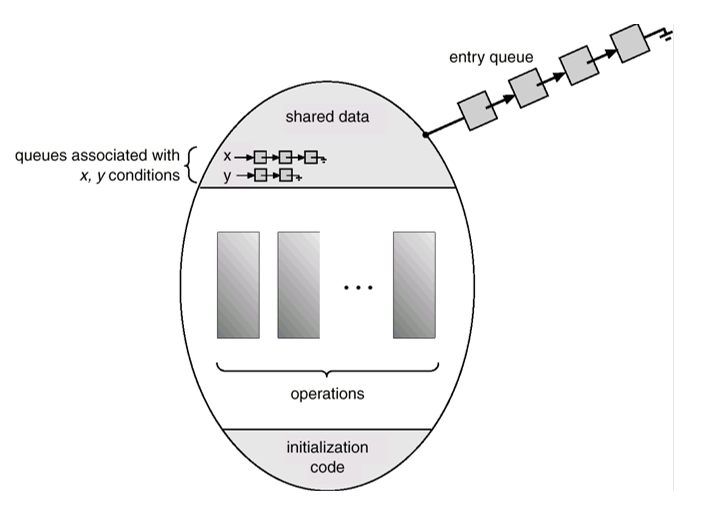 entry queue
shared data
queues associated with
x, y conditions
x
y
...
operations
initialization
code